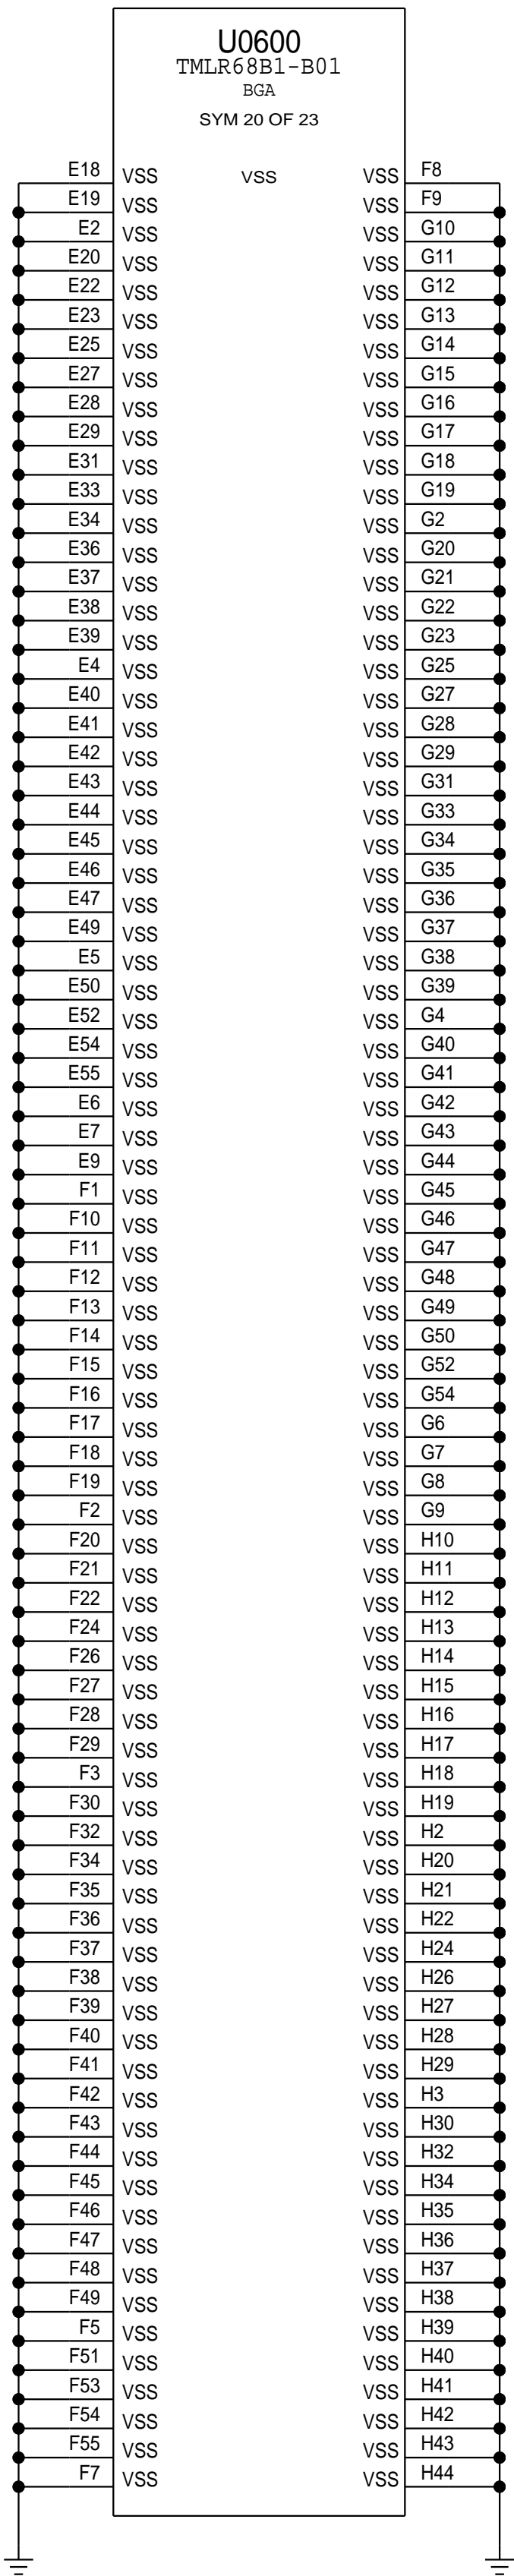 U0600
TMLR68B1-B01
BGA
SYM 20 OF 23
E18 VSS VSS VSS F8
E19 VSS VSS F9
E2 VSS VSS G10
E20 VSS VSS G11
E22 VSS VSS G12
E23 VSS VSS G13
E25 VSS VSS G14
E27 VSS VSS G15
E28 VSS VSS G16
E29 VSS VSS G17
E31 VSS VSS G18
E33 VSS VSS G19
E34 VSS VSS G2
E36 VSS VSS G20
E37 VSS VSS G21
E38 VSS VSS G22
E39 VSS VSS G23
E4 VSS VSS G25
E40 VSS VSS G27
E41 VSS VSS G28
E42 VSS VSS G29
E43 VSS VSS G31
E44 VSS VSS G33
E45 VSS VSS G34
E46 VSS VSS G35
E47 VSS VSS G36
E49 VSS VSS G37
E5 VSS VSS G38
E50 VSS VSS G39
E52 VSS VSS G4
E54 VSS VSS G40
E55 VSS VSS G41
E6 VSS VSS G42
E7 VSS VSS G43
E9 VSS VSS G44
F1 VSS VSS G45
F10 VSS VSS G46
F11 VSS VSS G47
F12 VSS VSS G48
F13 VSS VSS G49
F14 VSS VSS G50
F15 VSS VSS G52
F16 VSS VSS G54
F17 VSS VSS G6
F18 VSS VSS G7
F19 VSS VSS G8
F2 VSS VSS G9
F20 VSS VSS H10
F21 VSS VSS H11
F22 VSS VSS H12
F24 VSS VSS H13
F26 VSS VSS H14
F27 VSS VSS H15
F28 VSS VSS H16
F29 VSS VSS H17
F3 VSS VSS H18
F30 VSS VSS H19
F32 VSS VSS H2
F34 VSS VSS H20
F35 VSS VSS H21
F36 VSS VSS H22
F37 VSS VSS H24
F38 VSS VSS H26
F39 VSS VSS H27
F40 VSS VSS H28
F41 VSS VSS H29
F42 VSS VSS H3
F43 VSS VSS H30
F44 VSS VSS H32
F45 VSS VSS H34
F46 VSS VSS H35
F47 VSS VSS H36
F48 VSS VSS H37
F49 VSS VSS H38
F5 VSS VSS H39
F51 VSS VSS H40
F53 VSS VSS H41
F54 VSS VSS H42
F55 VSS VSS H43
F7 VSS VSS H44